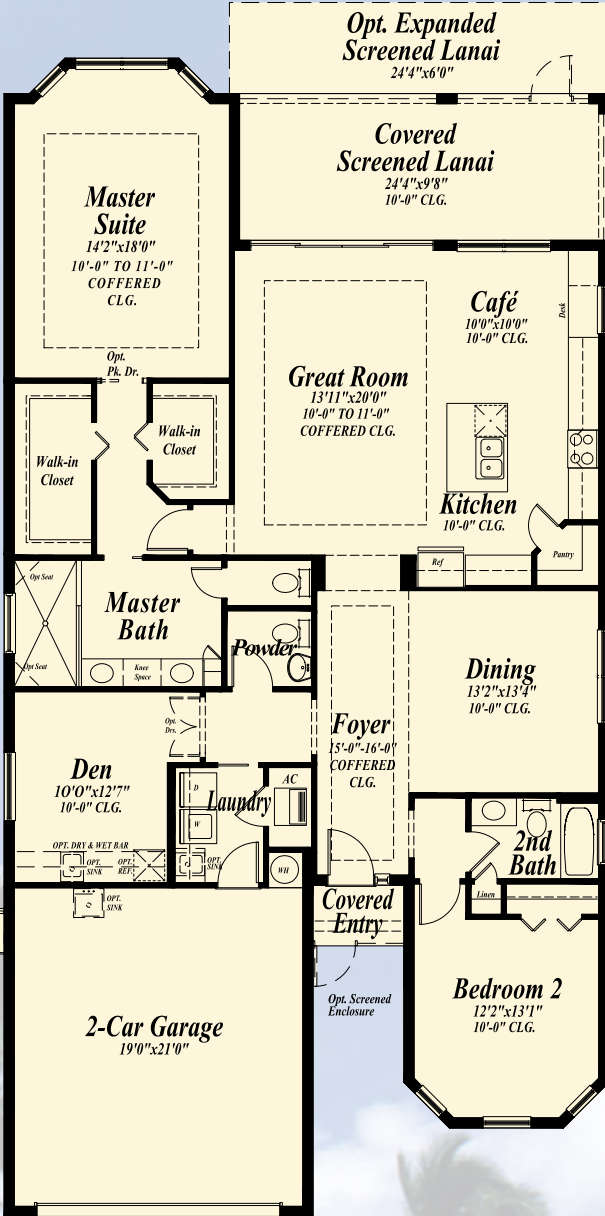 Opt. Expanded
Screened Lanai
24'4"x6'0"
Covered
Screened Lanai
24'4"x9'8"
10'-0" CLG.
Master
Suite
14'2"x18'0"
10'-0" TO 11'-0"
COFFERED
CLG.
Opt.
Pk. Dr.
Café
10'0"x10'0"
10'-0" CLG.
Desk
Great Room
13'11"x20'0"
10'-0" TO 11'-0"
COFFERED CLG.
Walk-in
Closet
Walk-in
Closet
Kitchen
10'-0" CLG.
Ref
Pantry
Opt Seat
Master
Bath
Opt Seat
Knee
Space
Powder
Dining
13'2"x13'4"
10'-0" CLG.
Foyer
15'-0"-16'-0"
COFFERED
CLG.
Opt.
Drs.
Den
10'0"x12'7"
10'-0" CLG.
D
Laundry
W
AC
OPT. DRY & WET BAR
OPT.
SINK
OPT.
REF.
OPT.
SINK
WH
2nd
Bath
Linen
OPT.
SINK
Covered
Entry
Opt. Screened
Enclosure
Bedroom 2
12'2"x13'1"
10'-0" CLG.
2-Car Garage
19'0"x21'0"